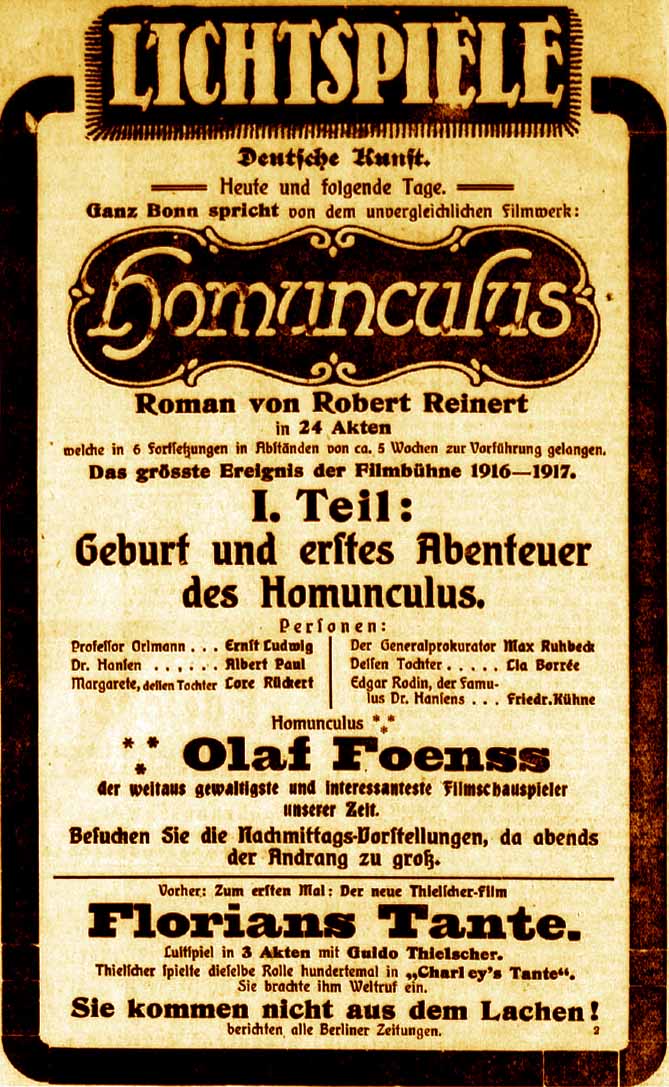 LICHTSPIELE
Deutsche Kunst.
Heute und folgende Tage.
Ganz Bonn spricht von dem unvergleichlichen Filmwerk:
Homunculus
Roman von Robert Reinert
in 24 Akten
welche in 6 Fortsetzungen in Abständen von ca. 5 Wochen zur Vorführung gelangen.
Das grösste Ereignis der Filmbühne 1916—1917.
I. Teil:
Geburt und erstes Abenteuer
des Homunculus.
Personen:
Professor Ortmann . . . Ernst Ludwig
Dr. Hansen . . . . . . Albert Paul
Margarete, dessen Tochter Lore Rückert
Der Generalprokurator Max Ruhbeck
Dessen Tochter . . . . . Lia Borrée
Edgar Rodin, der Famu-
lus Dr. Hansens . . . Friedr. Kühne
Homunculus ***
*** Olaf Foenss
der weitaus gewaltigste und interessanteste Filmschauspieler
unserer Zeit.
Besuchen Sie die Nachmittags-Vorstellungen, da abends
der Andrang zu groß.
Vorher: Zum ersten Mal: Der neue Thielscher-Film
Florians Tante.
Lustspiel in 3 Akten mit Guido Thielscher.
Thielscher spielte dieselbe Rolle hundertemal in „Charley's Tante“.
Sie brachte ihm Weltruf ein.
Sie kommen nicht aus dem Lachen!
berichten alle Berliner Zeitungen. 2